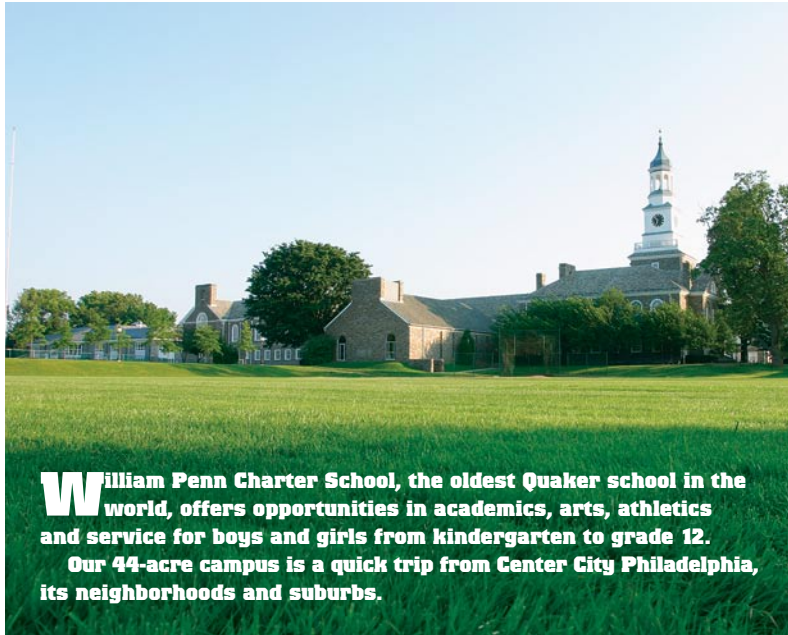 William Penn Charter School, the oldest Quaker school in the
world, offers opportunities in academics, arts, athletics
and service for boys and girls from kindergarten to grade 12.
Our 44-acre campus is a quick trip from Center City Philadelphia,
its neighborhoods and suburbs.